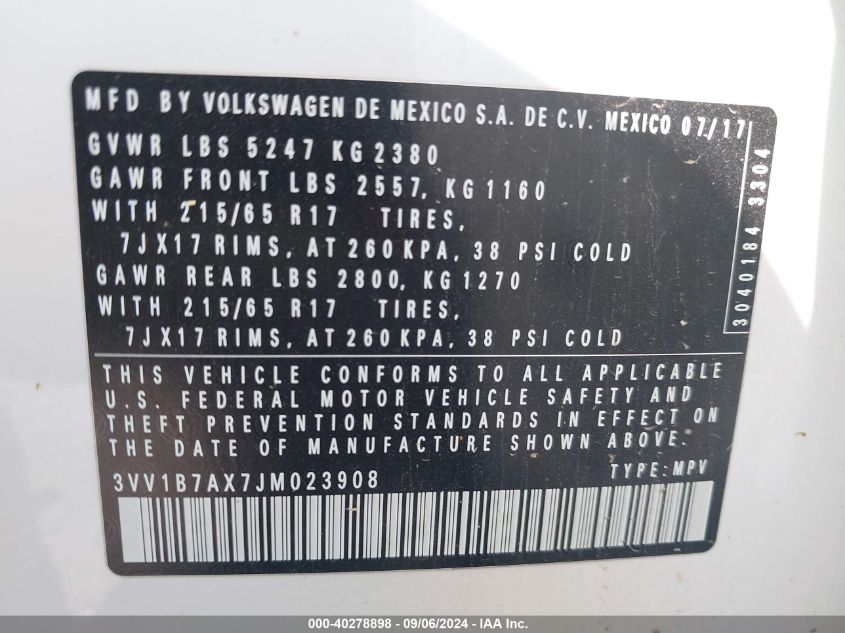 MFD BY VOLKSWAGEN DE MEXICO S.A. DE C.V. MEXICO 07/17
GVWR LBS 5247 KG 2380
GAWR FRONT LBS 2557, KG 1160
WITH 215/65 R17 TIRES,
7JX17 RIMS, AT 260 KPA, 38 PSI COLD
GAWR REAR LBS 2800, KG 1270
WITH 215/65 R17 TIRES,
7JX17 RIMS, AT 260 KPA, 38 PSI COLD
3040184 3304
THIS VEHICLE CONFORMS TO ALL APPLICABLE
U.S. FEDERAL MOTOR VEHICLE SAFETY AND
THEFT PREVENTION STANDARDS IN EFFECT ON
THE DATE OF MANUFACTURE SHOWN ABOVE.
3VV1B7AX7JM023908 TYPE: MPV
000-40278898 - 09/06/2024 - IAAI Inc.